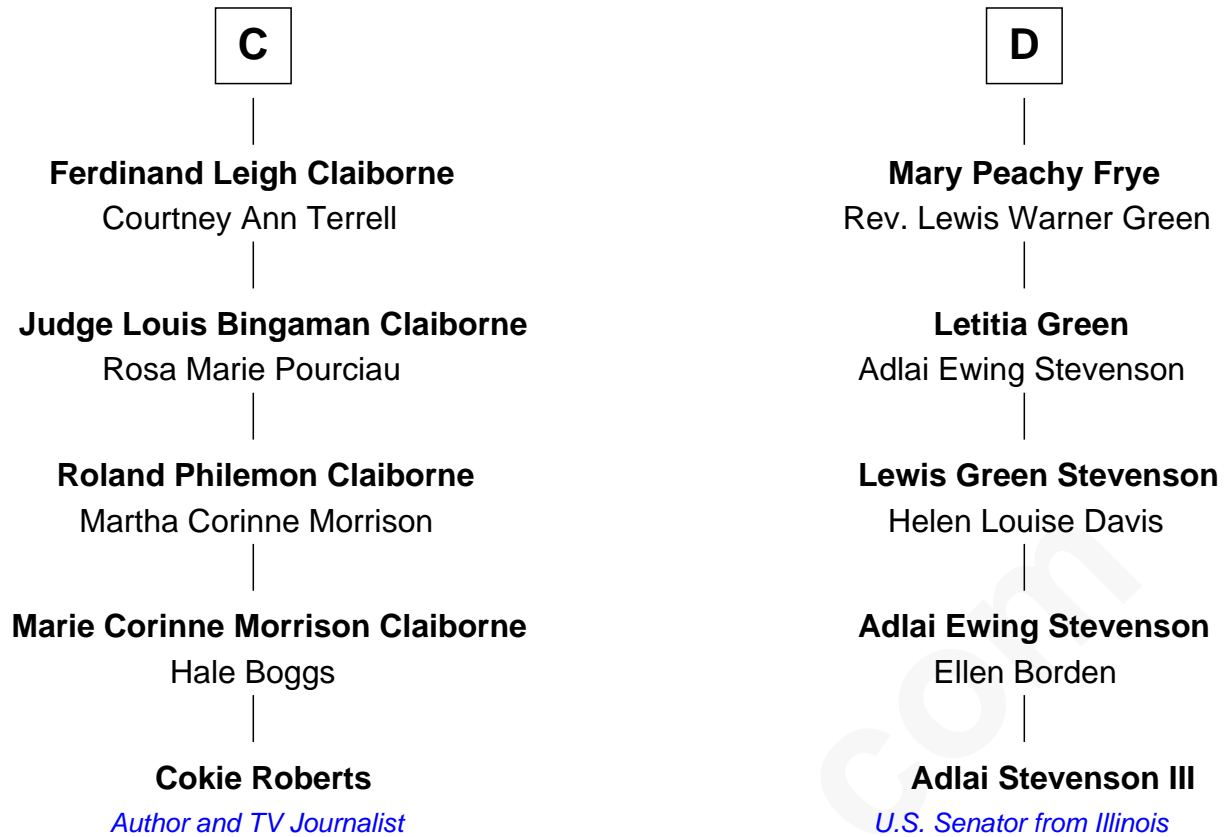 C
Ferdinand Leigh Claiborne
Courtney Ann Terrell
Judge Louis Bingaman Claiborne
Rosa Marie Pourciau
Roland Philemon Claiborne
Martha Corinne Morrison
Marie Corinne Morrison Claiborne
Hale Boggs
Cokie Roberts
Author and TV Journalist
D
Mary Peachy Frye
Rev. Lewis Warner Green
Letitia Green
Adlai Ewing Stevenson
Lewis Green Stevenson
Helen Louise Davis
Adlai Ewing Stevenson
Ellen Borden
Adlai Stevenson III
U.S. Senator from Illinois
com